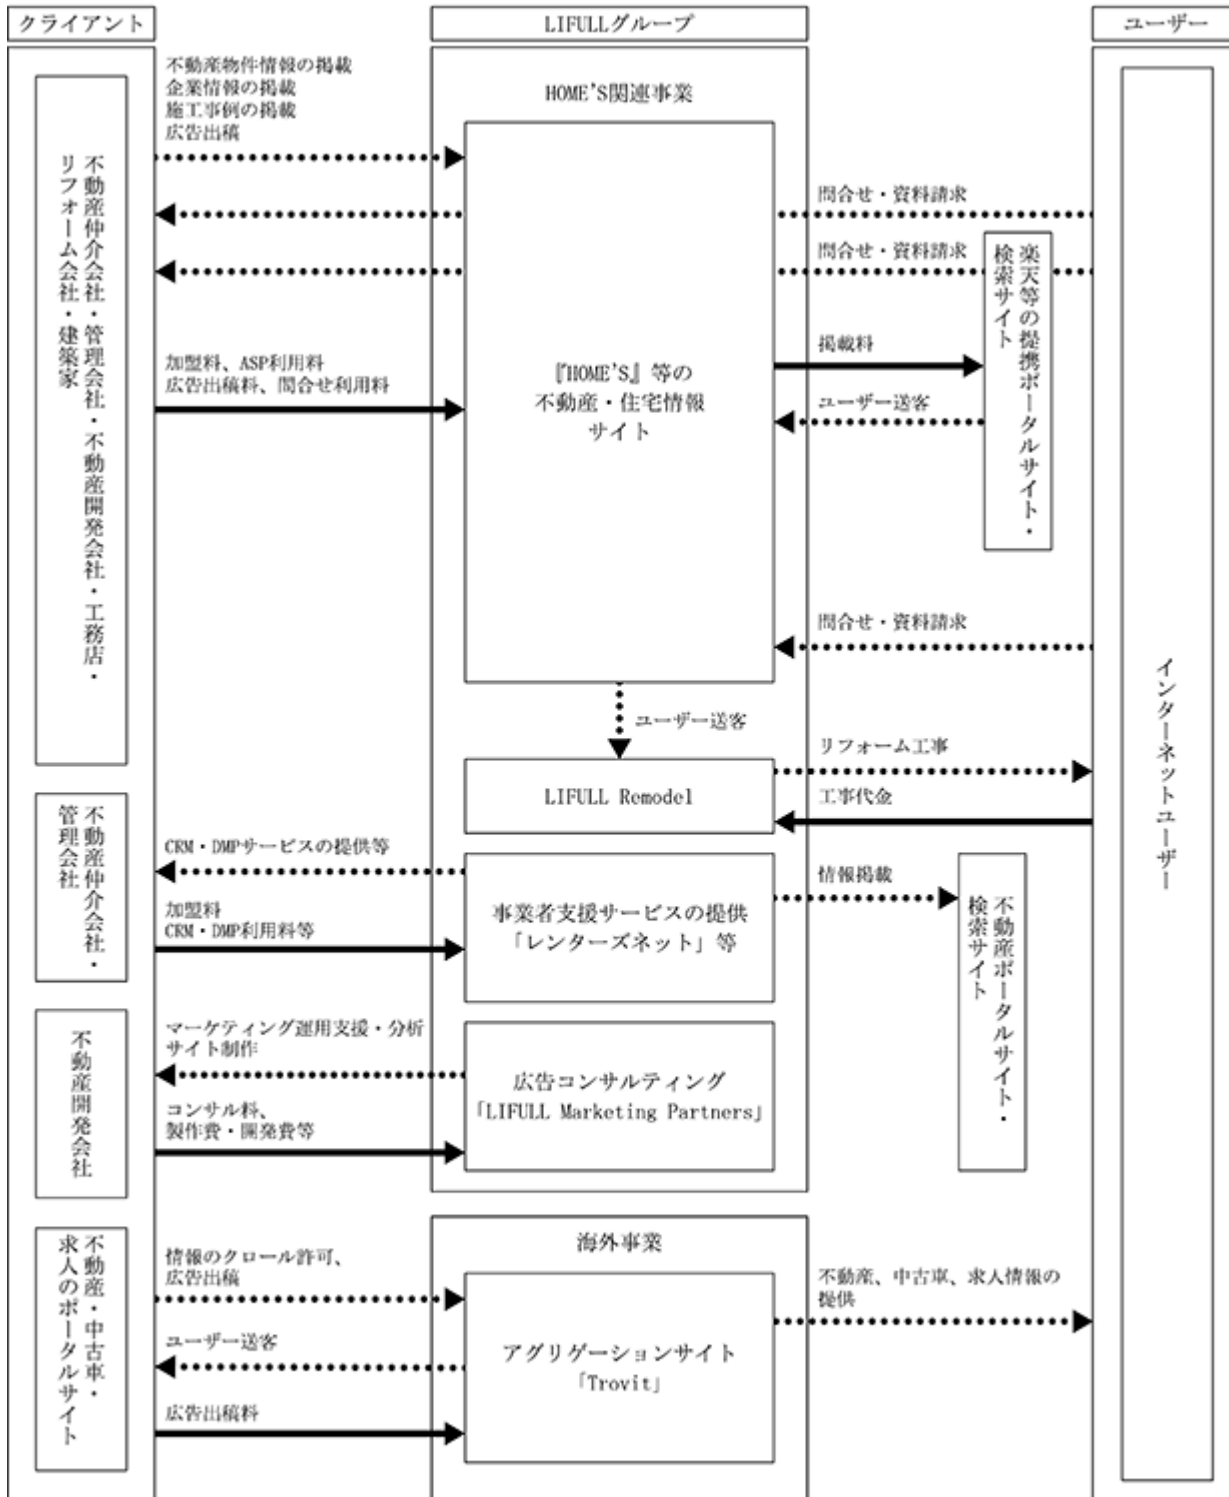 クライアント
LIFULLグループ
ユーザー
不動産物件情報の掲載
企業情報の掲載
施工事例の掲載
広告出稿
HOME'S関連事業
不動産仲介会社・管理会社・不動産開発会社・工務店・
リフォーム会社・建築家
問合せ・資料請求
問合せ・資料請求
楽天等の提携ポータルサイト・
検索サイト
掲載料
ユーザー送客
加盟料、ASP利用料
広告出稿料、問合せ利用料
『HOME'S』等の
不動産・住宅情報
サイト
問合せ・資料請求
インターネットユーザー
ユーザー送客
リフォーム工事
LIFULL Remodel
工事代金
不動産仲介会社・
管理会社
CRM・DMPサービスの提供等
加盟料
CRM・DMP利用料等
事業者支援サービスの提供
「レンターズネット」等
情報掲載
不動産ポータルサイト・
検索サイト
不動産開発会社
マーケティング運用支援・分析
サイト制作
コンサル料、
製作費・開発費等
広告コンサルティング
「LIFULL Marketing Partners」
海外事業
不動産・中古車・
求人のポータルサイト
情報のクロール許可、
広告出稿
ユーザー送客
広告出稿料
アグリゲーションサイト
「Trovit」
不動産、中古車、求人情報の
提供